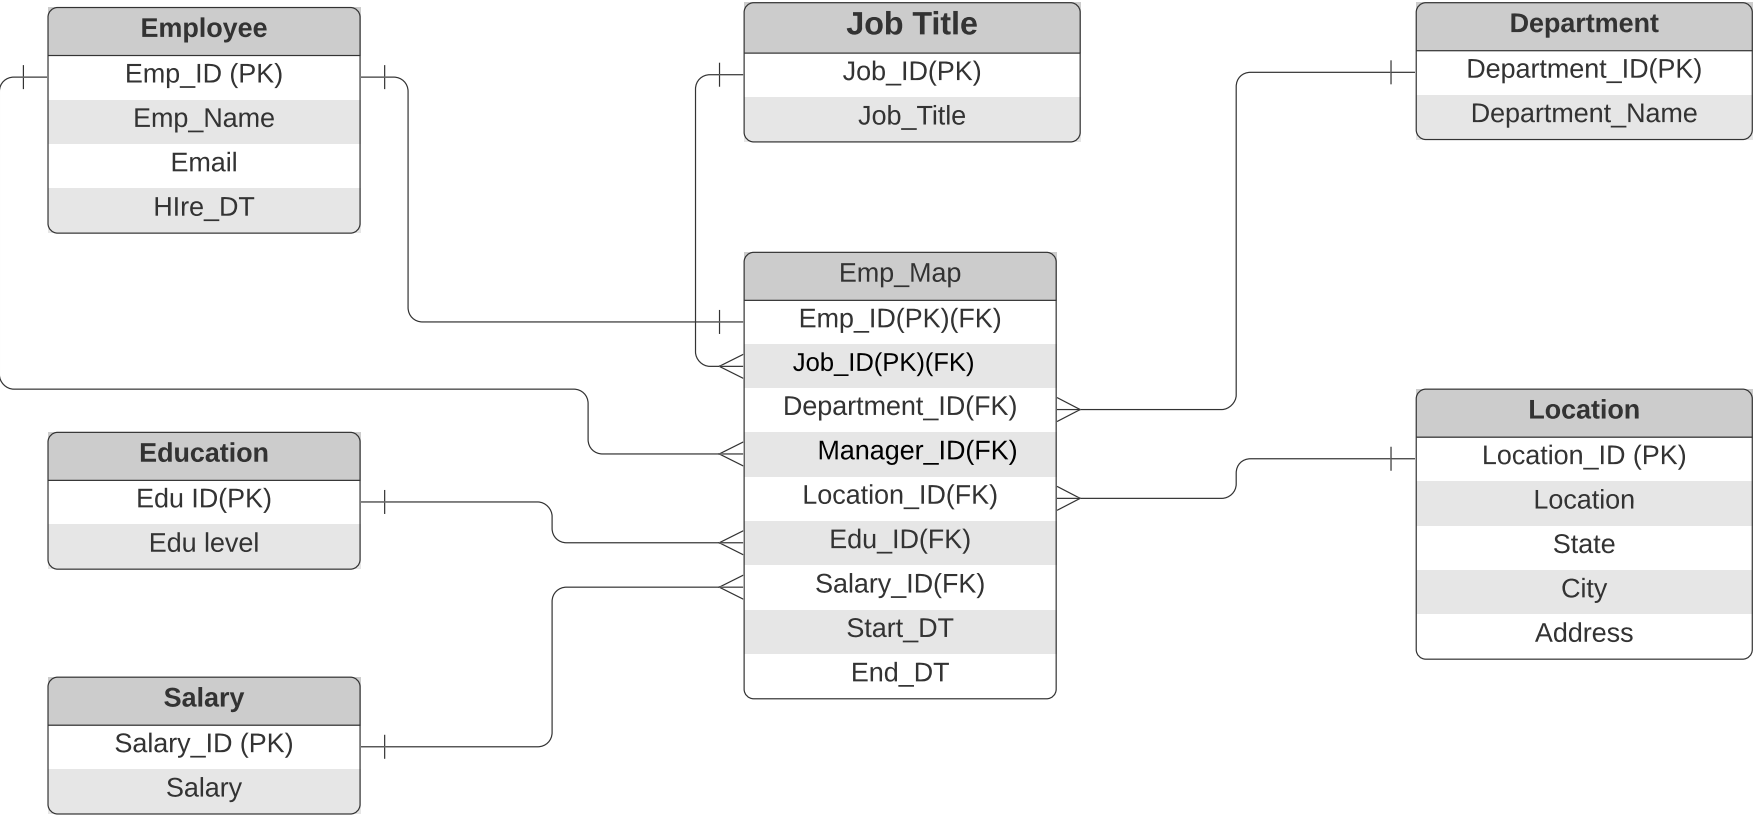 Employee
Emp_ID (PK)
Emp_Name
Email
HIre_DT
Job Title
Job_ID(PK)
Job_Title
Department
Department_ID(PK)
Department_Name
Emp_Map
Emp_ID(PK)(FK)
Job_ID(PK)(FK)
Department_ID(FK)
Manager_ID(FK)
Location_ID(FK)
Edu_ID(FK)
Salary_ID(FK)
Start_DT
End_DT
Education
Edu ID(PK)
Edu level
Location
Location_ID (PK)
Location
State
City
Address
Salary
Salary_ID (PK)
Salary